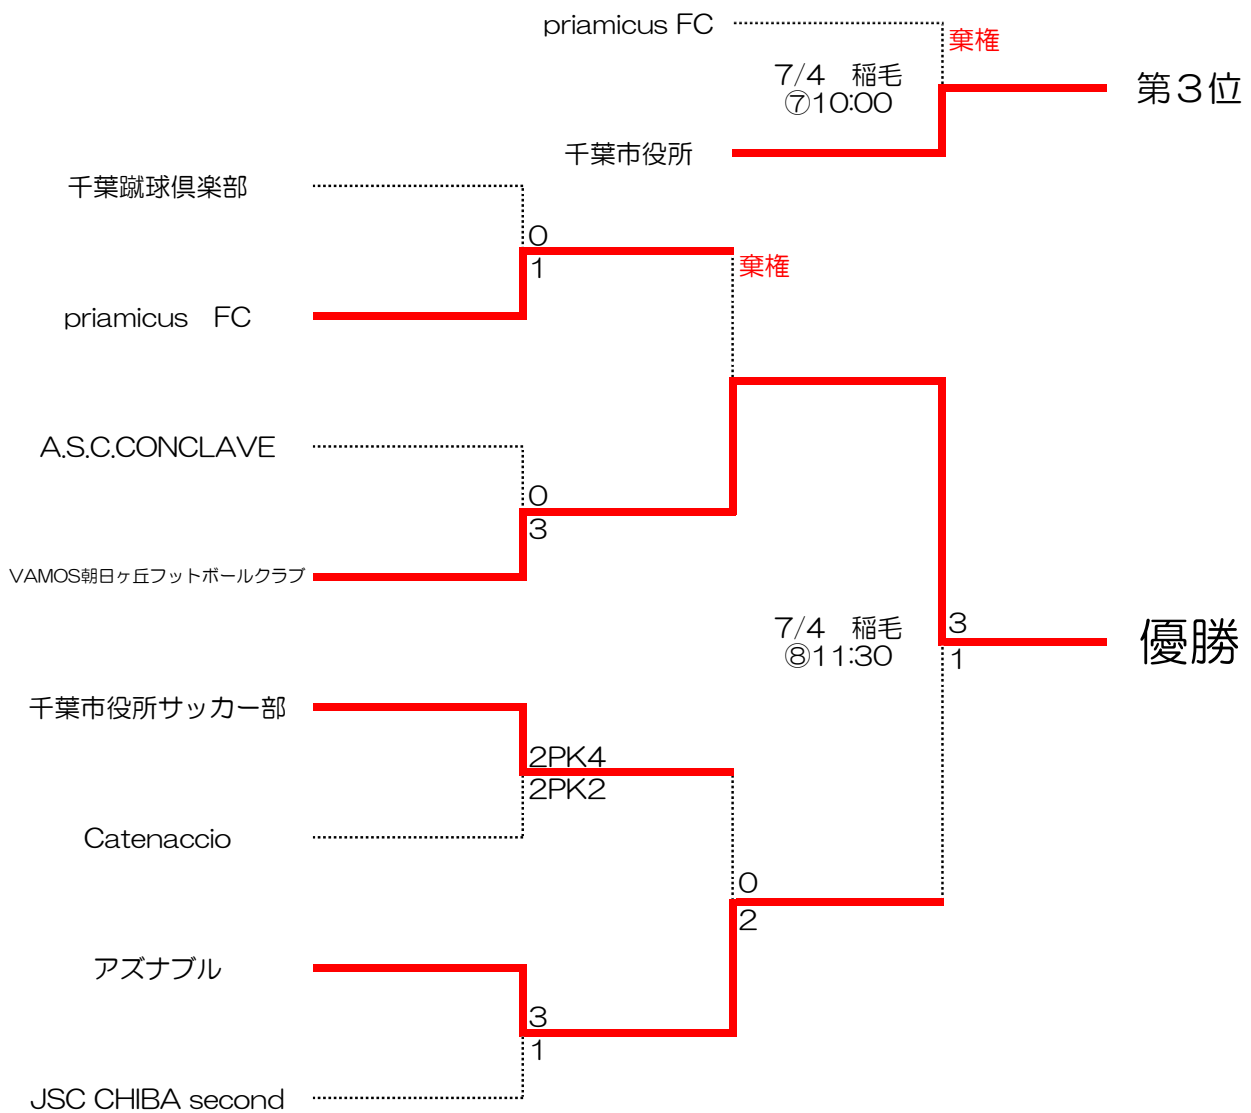 priamicus FC
棄権
7/4　稲毛
⑦10:00
第３位
千葉市役所
千葉蹴球倶楽部
0
1
棄権
priamicus　FC
A.S.C.CONCLAVE
0
3
VAMOS朝日ヶ丘フットボールクラブ
7/4　稲毛
⑧11:30
3
1
優勝
千葉市役所サッカー部
2PK4
2PK2
Catenaccio
0
2
アズナブル
3
1
JSC CHIBA second